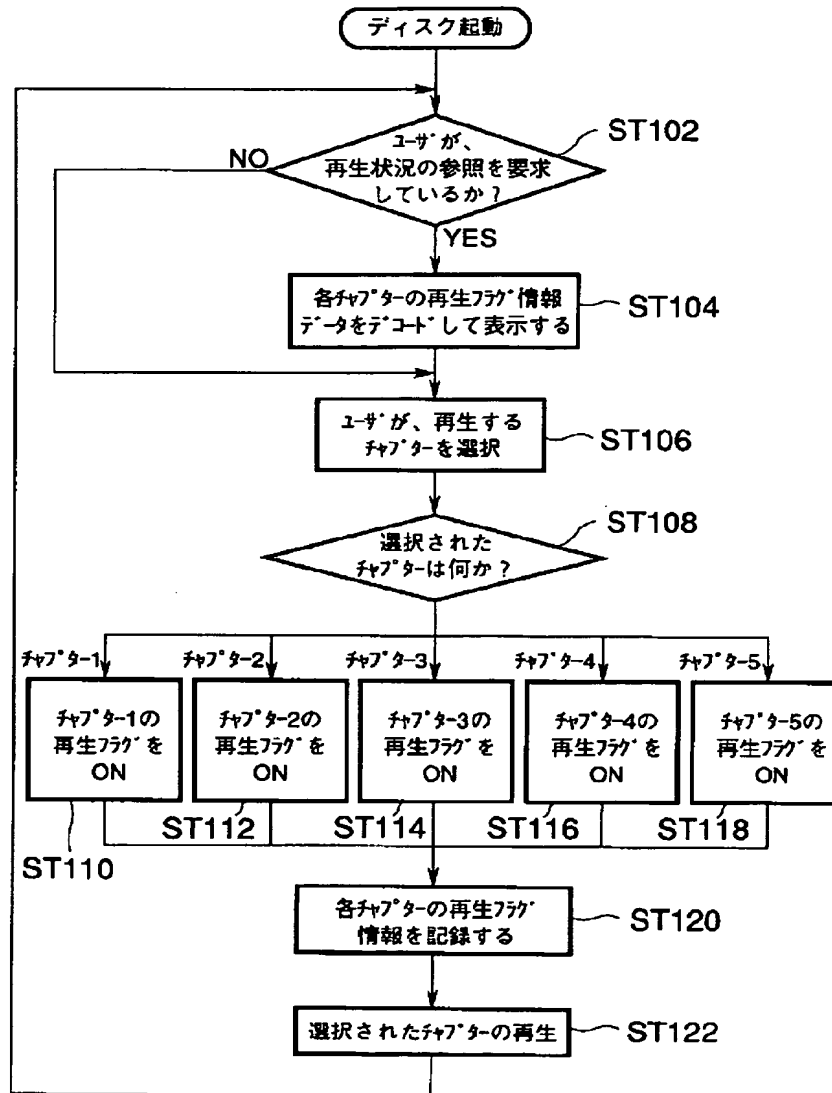 ディスク起動
ST102
ﾕｰｻﾞが、
再生状況の参照を要求
しているか？
NO
YES
各ﾁｬﾌﾟﾀｰの再生ﾌﾗｸﾞ情報
ﾃﾞｰﾀをﾃﾞｺｰﾄﾞして表示する
ST104
ﾕｰｻﾞが、再生する
ﾁｬﾌﾟﾀｰを選択
ST106
ST108
選択された
ﾁｬﾌﾟﾀｰは何か？
ﾁｬﾌﾟﾀｰ1 ﾁｬﾌﾟﾀｰ2 ﾁｬﾌﾟﾀｰ3 ﾁｬﾌﾟﾀｰ4 ﾁｬﾌﾟﾀｰ5
ﾁｬﾌﾟﾀｰ1の
再生ﾌﾗｸﾞを
ON
ﾁｬﾌﾟﾀｰ2の
再生ﾌﾗｸﾞを
ON
ﾁｬﾌﾟﾀｰ3の
再生ﾌﾗｸﾞを
ON
ﾁｬﾌﾟﾀｰ4の
再生ﾌﾗｸﾞを
ON
ﾁｬﾌﾟﾀｰ5の
再生ﾌﾗｸﾞを
ON
ST110
ST112
ST114
ST116
ST118
各ﾁｬﾌﾟﾀｰの再生ﾌﾗｸﾞ
情報を記録する
ST120
選択されたﾁｬﾌﾟﾀｰの再生
ST122